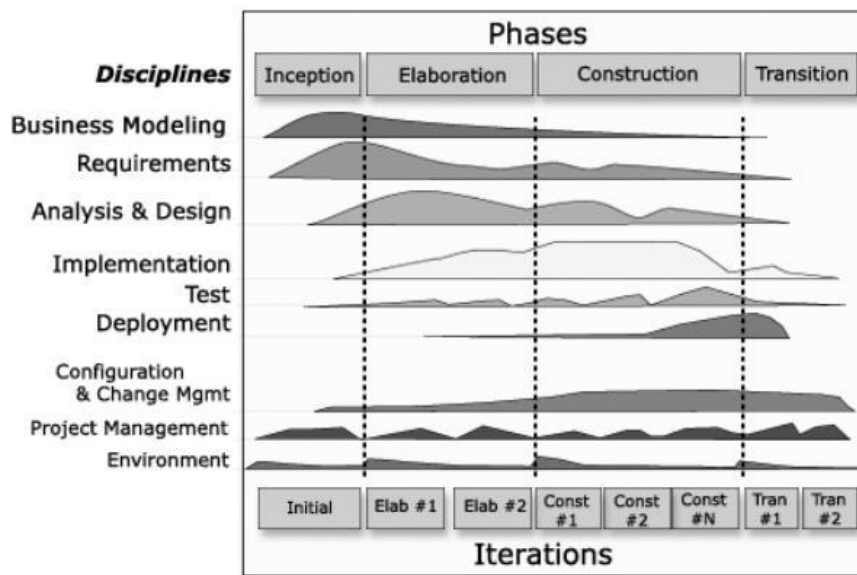 Phases
Disciplines
Inception
Elaboration
Construction
Transition
Business Modeling
Requirements
Analysis & Design
Implementation
Test
Deployment
Configuration
& Change Mgmt
Project Management
Environment
Initial
Elab #1
Elab #2
Const
#1
Const
#2
Const
#N
Tran
#1
Tran
#2
Iterations